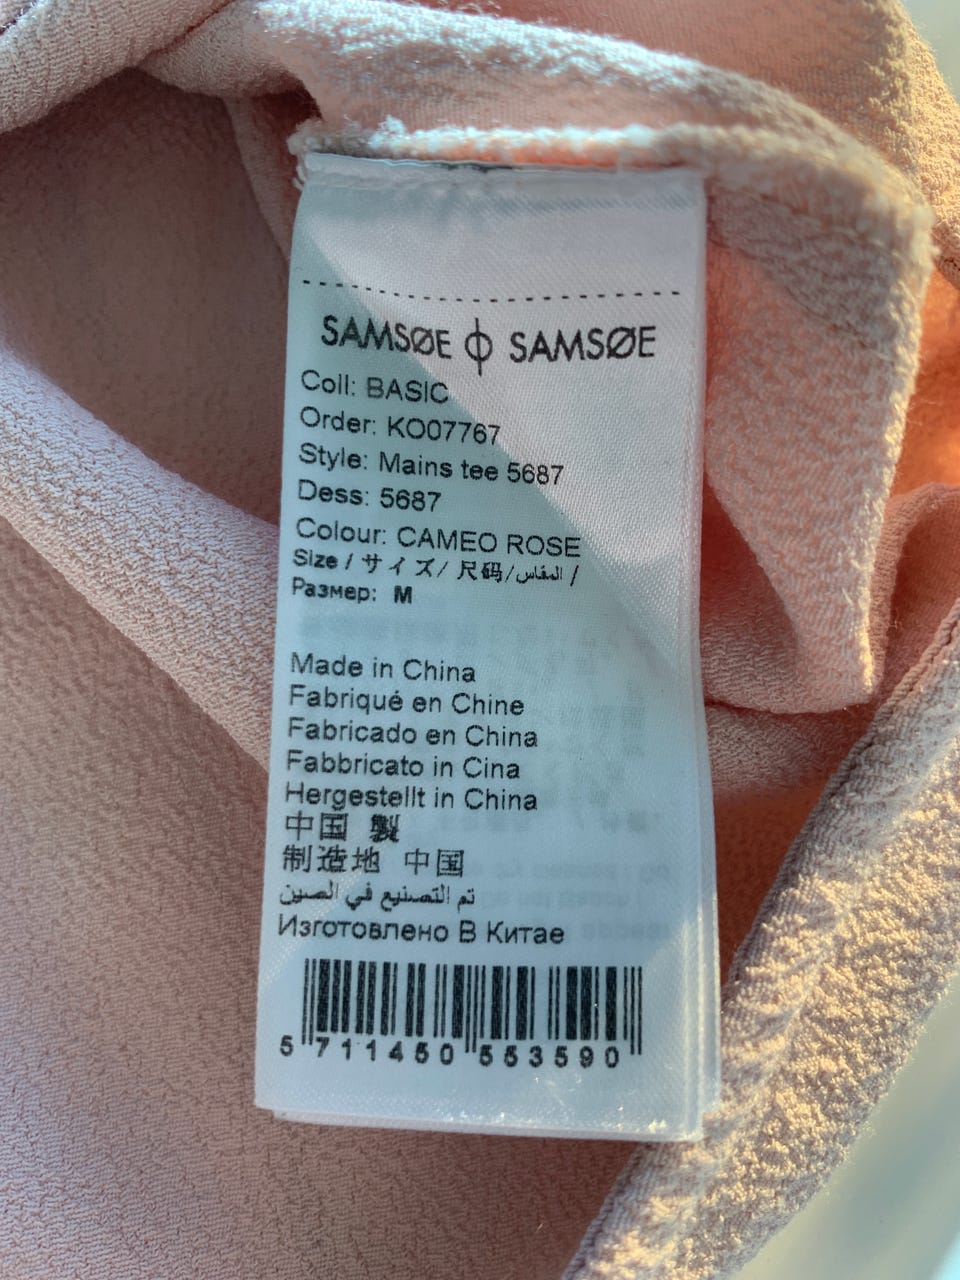 SAMSØE ϕ SAMSØE
Coll: BASIC
Order: KO07767
Style: Mains tee 5687
Dess: 5687
Colour: CAMEO ROSE
Size / サイズ/ 尺码/المقاس /
Размер: M
Made in China
Fabriqué en Chine
Fabricado en China
Fabbricato in Cina
Hergestellt in China
中国 製
制造地 中国
تم التصنيع في الصين
Изготовлено В Китае
5 711450 553590